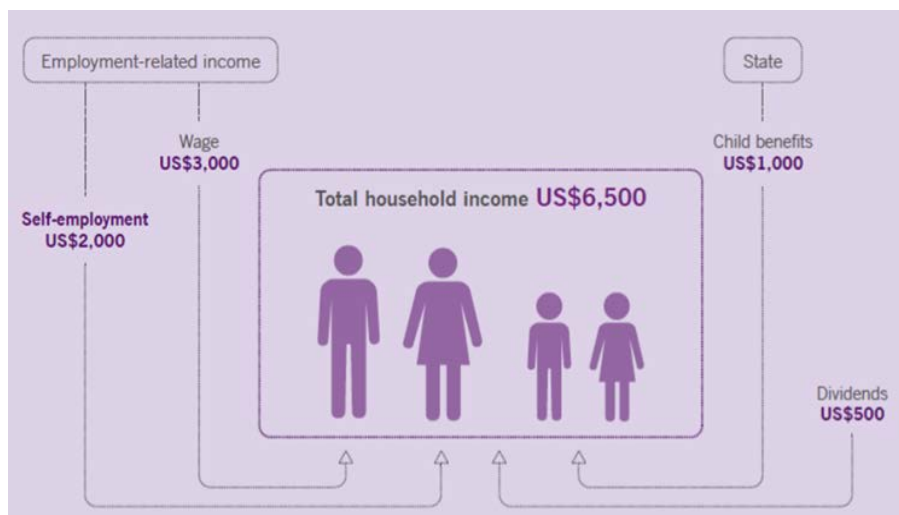 Employment-related income
State
Wage
US$3,000
Child benefits
US$1,000
Total household income US$6,500
Self-employment
US$2,000
Dividends
US$500